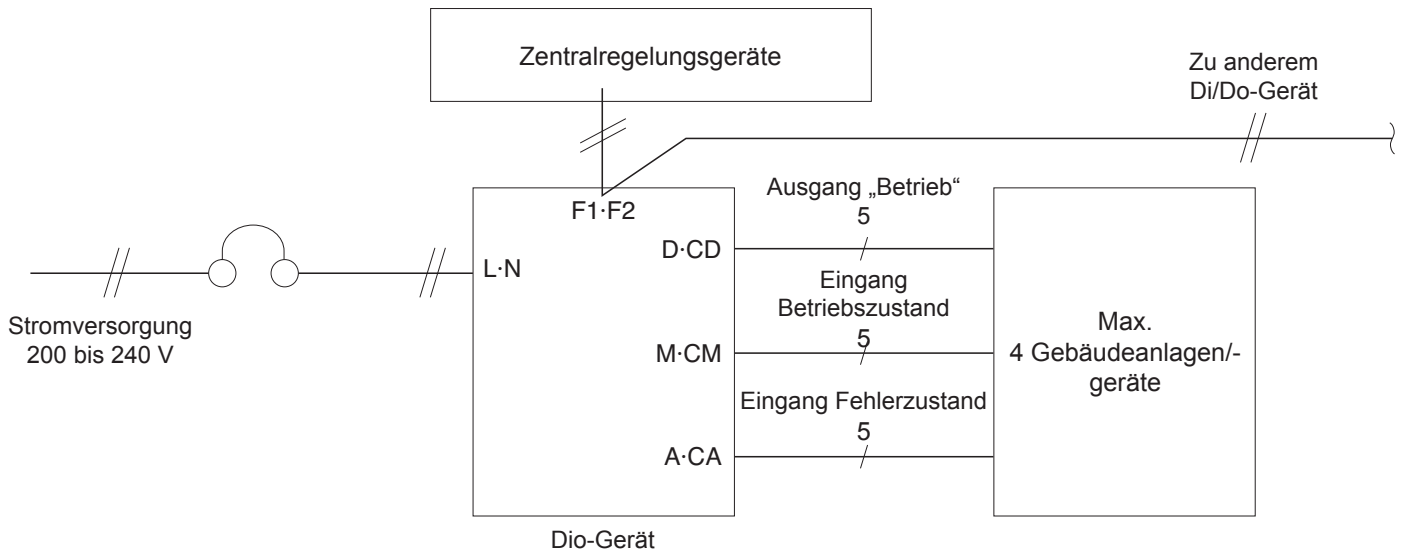 Zentralregelungsgeräte
Zu anderem
Di/Do-Gerät
F1·F2
Ausgang „Betrieb“
5
D·CD
L·N
Eingang
Betriebszustand
5
Stromversorgung
200 bis 240 V
M·CM
Max.
4 Gebäudeanlagen/-
geräte
Eingang Fehlerzustand
5
A·CA
Dio-Gerät